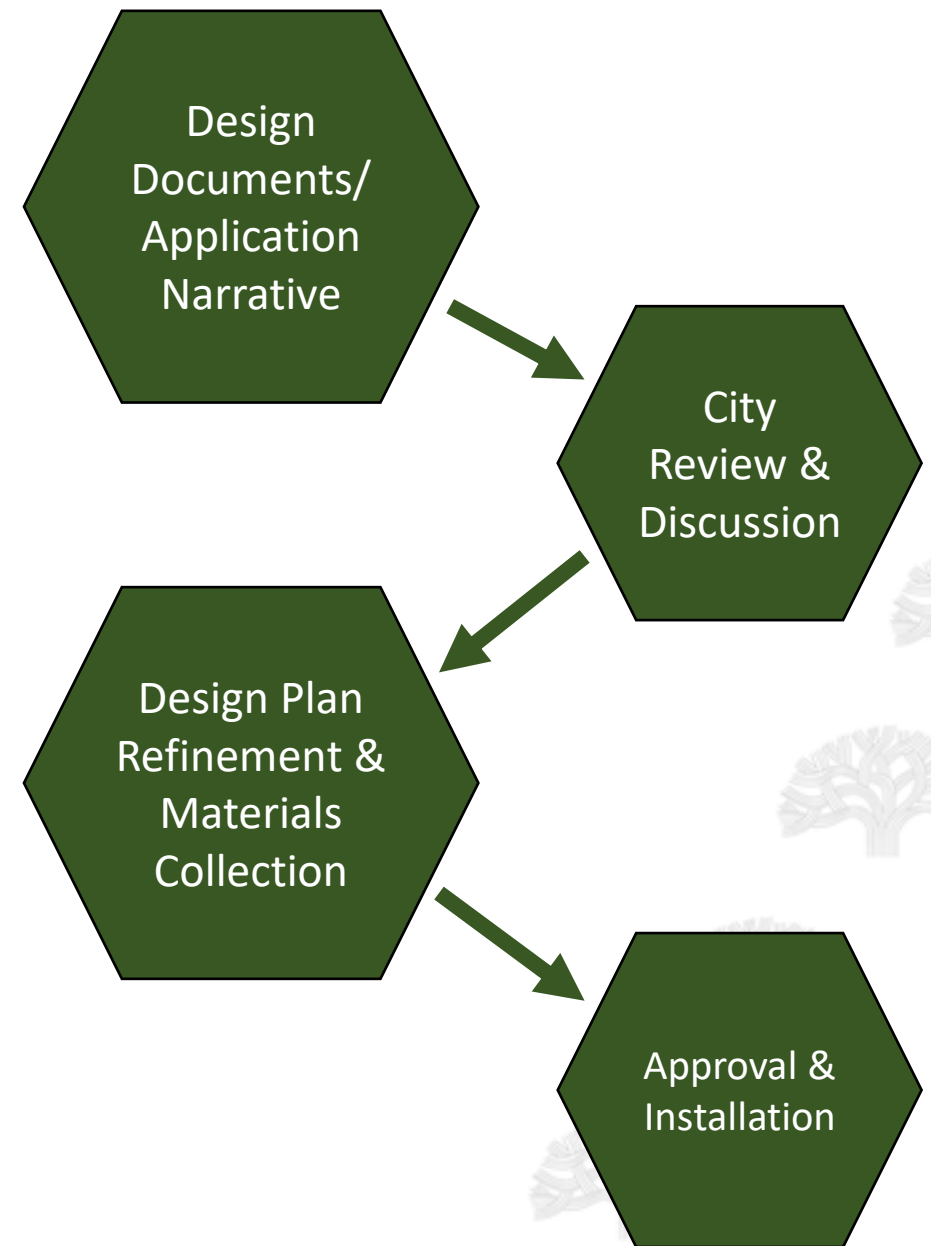 Design
Documents/
Application
Narrative
City
Review &
Discussion
Design Plan
Refinement &
Materials
Collection
Approval &
Installation